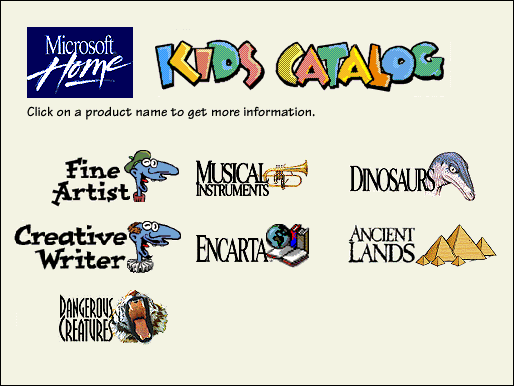 Microsoft
Home
KIDS CATALOG
Click on a product name to get more information.
Fine
Artist
MUSICAL
INSTRUMENTS
DINOSAURS
Creative
Writer
ENCARTA
ANCIENT
LANDS
DANGEROUS
CREATURES